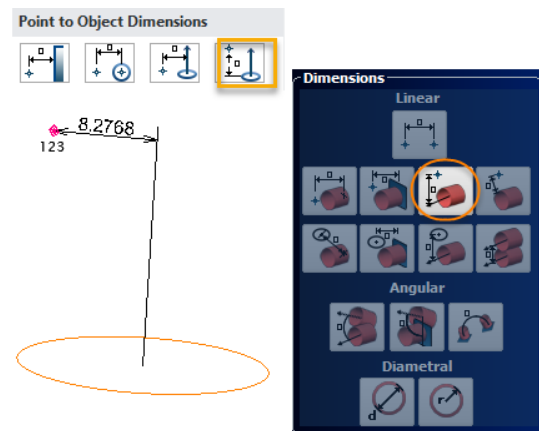 Point to Object Dimensions
8.2768
123
Dimensions
Linear
Angular
Diametral
d
r